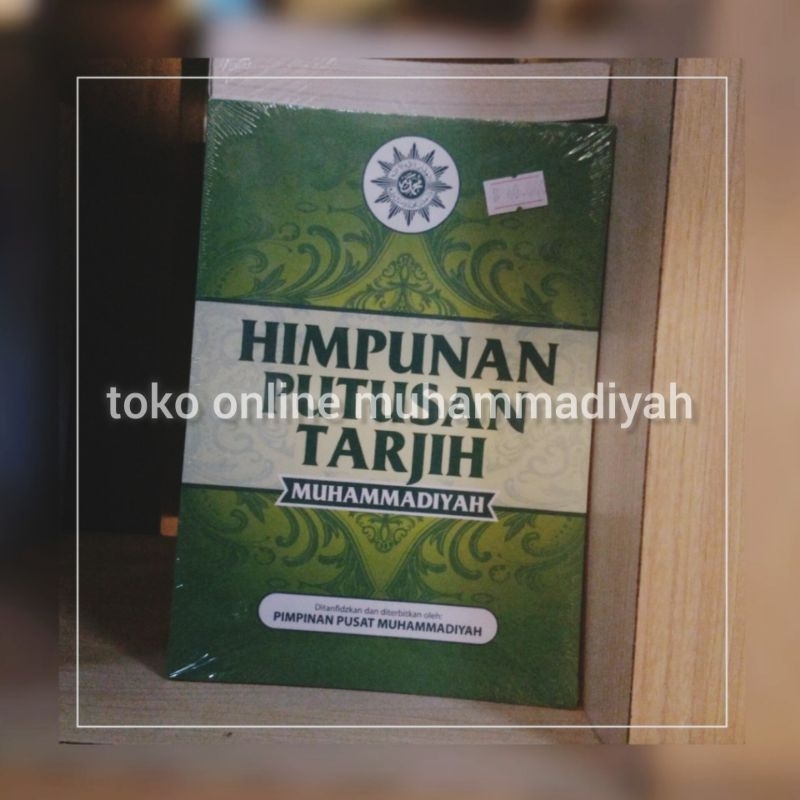 HIMPUNAN
PUTUSAN
toko online muhammadiyah
TARJIH
MUHAMMADIYAH
Ditanfidzkan dan diterbitkan oleh:
PIMPINAN PUSAT MUHAMMADIYAH